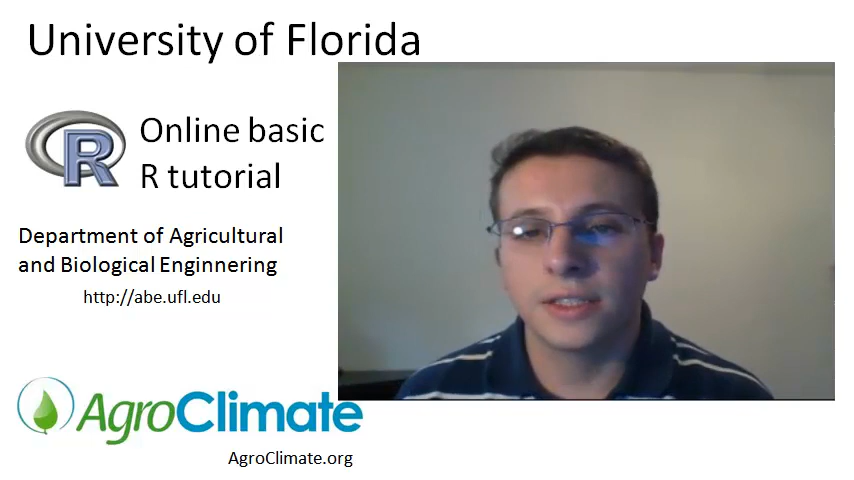 University of Florida
R
Online basic
R tutorial
Department of Agricultural
and Biological Enginnering
http://abe.ufl.edu
AgroClimate
AgroClimate.org